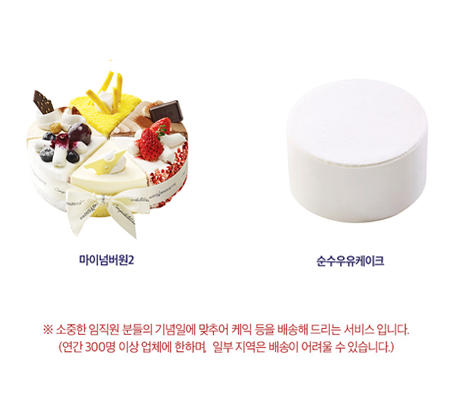 마이넘버원2
순수우유케이크
※ 소중한 임직원 분들의 기념일에 맞추어 케익 등을 배송해 드리는 서비스 입니다.
(연간 300명 이상 업체에 한하며, 일부 지역은 배송이 어려울 수 있습니다.)